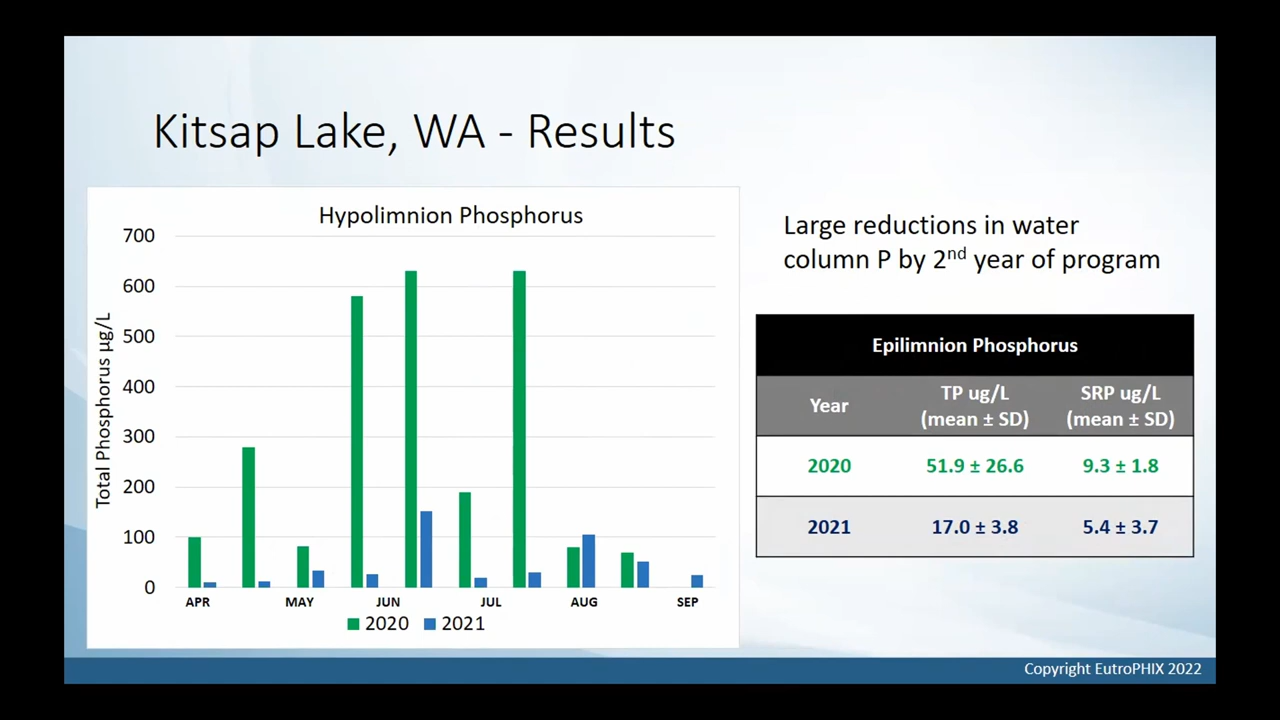 Kitsap Lake, WA - Results
Hypolimnion Phosphorus
Total Phosphorus µg/L
700
600
500
400
300
200
100
0
APR MAY JUN JUL AUG SEP
2020 2021
Large reductions in water
column P by 2nd year of program
Epilimnion Phosphorus
Year TP ug/L (mean ± SD) SRP ug/L (mean ± SD)
2020 51.9 ± 26.6 9.3 ± 1.8
2021 17.0 ± 3.8 5.4 ± 3.7
Copyright EutroPHIX 2022